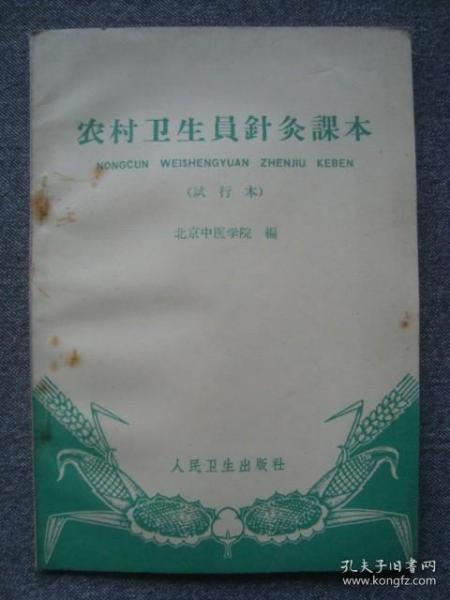 农村卫生員針灸課本
NONGCUN WEISHENGYUAN ZHENJIU KEBEN
(試行本)
北京中医学院 編
人民卫生出版社
孔夫子旧书网
www.kongfz.com